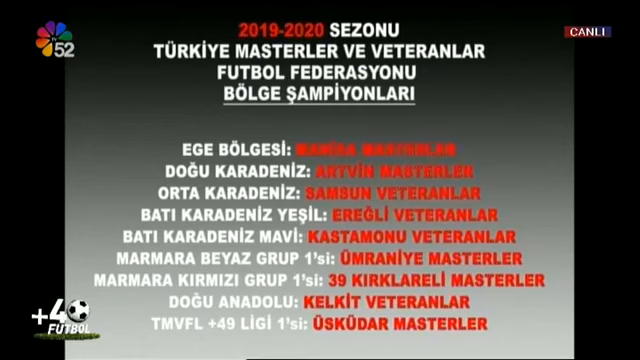 52
2019-2020 SEZONU
CANLI
TÜRKİYE MASTERLER VE VETERANLAR
FUTBOL FEDERASYONU
BÖLGE ŞAMPİYONLARI
EGE BÖLGESİ: MANİSA MASTERLER
DOĞU KARADENİZ: ARTVİN MASTERLER
ORTA KARADENİZ: SAMSUN VETERANLAR
BATI KARADENİZ YEŞİL: EREĞLİ VETERANLAR
BATI KARADENİZ MAVİ: KASTAMONU VETERANLAR
MARMARA BEYAZ GRUP 1'si: ÜMRANİYE MASTERLER
MARMARA KIRMIZI GRUP 1'si: 39 KIRKLARELİ MASTERLER
DOĞU ANADOLU: KELKİT VETERANLAR
TMVFL +49 LİGİ 1'si: ÜSKÜDAR MASTERLER
+40
FUTBOL